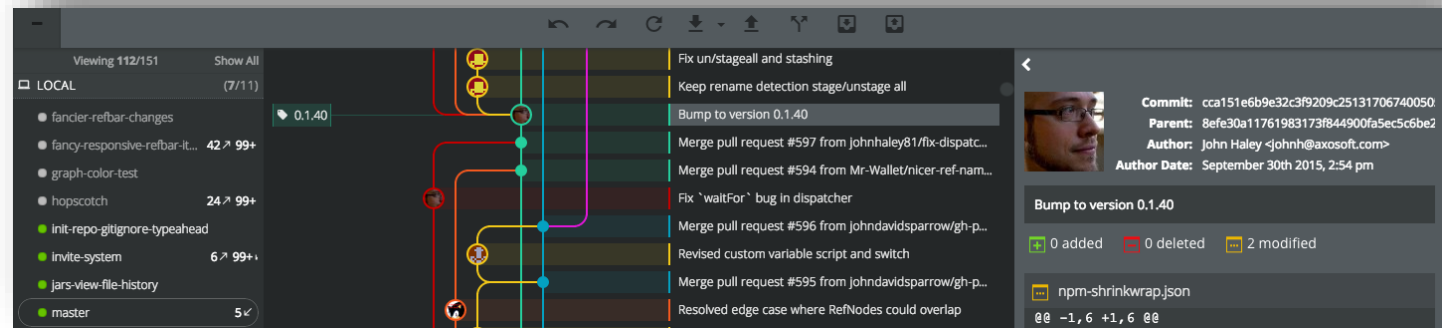 Viewing 112/151 Show All
LOCAL (7/11)
fancier-refbar-changes
fancy-responsive-refbar-it... 42↗ 99+
graph-color-test
hopscotch 24↗ 99+
init-repo-gitignore-typeahead
invite-system 6↗ 99+
jars-view-file-history
master 5↙
0.1.40
Fix un/stageall and stashing
Keep rename detection stage/unstage all
Bump to version 0.1.40
Merge pull request #597 from johnhaley81/fix-dispatc...
Merge pull request #594 from Mr-Wallet/nicer-ref-nam...
Fix `waitFor` bug in dispatcher
Merge pull request #596 from johndavidsparrow/gh-p...
Revised custom variable script and switch
Merge pull request #595 from johndavidsparrow/gh-p...
Resolved edge case where RefNodes could overlap
Commit: cca151e6b9e32c3f9209c25131706740050
Parent: 8efe30a11761983173f844900fa5ec5c6be2
Author: John Haley <johnh@axosoft.com>
Author Date: September 30th 2015, 2:54 pm
Bump to version 0.1.40
0 added 0 deleted 2 modified
npm-shrinkwrap.json
@@ -1,6 +1,6 @@